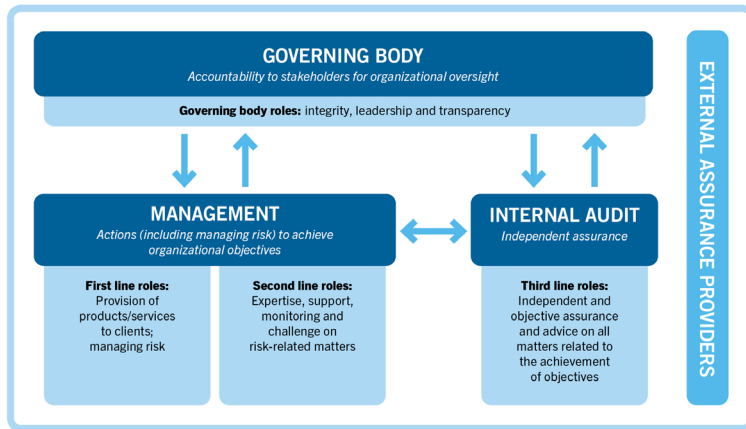 GOVERNING BODY
Accountability to stakeholders for organizational oversight
Governing body roles: integrity, leadership and transparency
MANAGEMENT
Actions (including managing risk) to achieve
organizational objectives
First line roles:
Provision of
products/services
to clients;
managing risk
Second line roles:
Expertise, support,
monitoring and
challenge on
risk-related matters
INTERNAL AUDIT
Independent assurance
Third line roles:
Independent and
objective assurance
and advice on all
matters related to
the achievement
of objectives
EXTERNAL ASSURANCE PROVIDERS